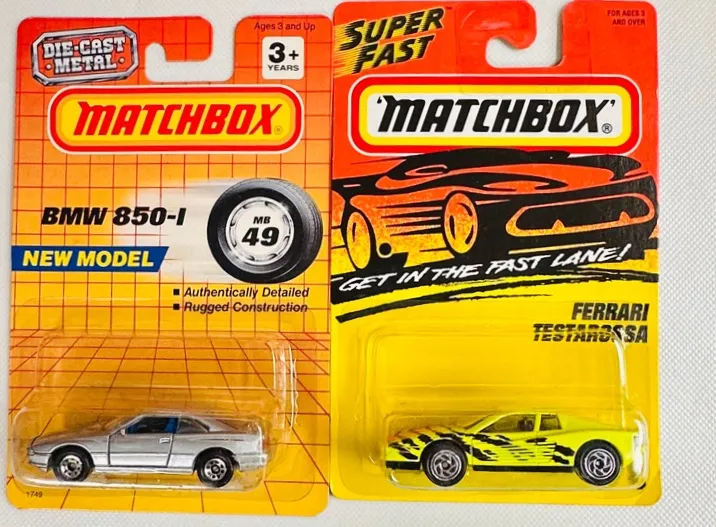 DIE-CAST
·METAL·
Ages 3 and Up
3+
YEARS
MATCHBOX®
BMW 850-I
MB
49
NEW MODEL
■ Authentically Detailed
■ Rugged Construction
1749
SUPER
FAST™
FOR AGES 3
AND OVER
'MATCHBOX'®
GET IN THE FAST LANE!
FERRARI
TESTAROSSA